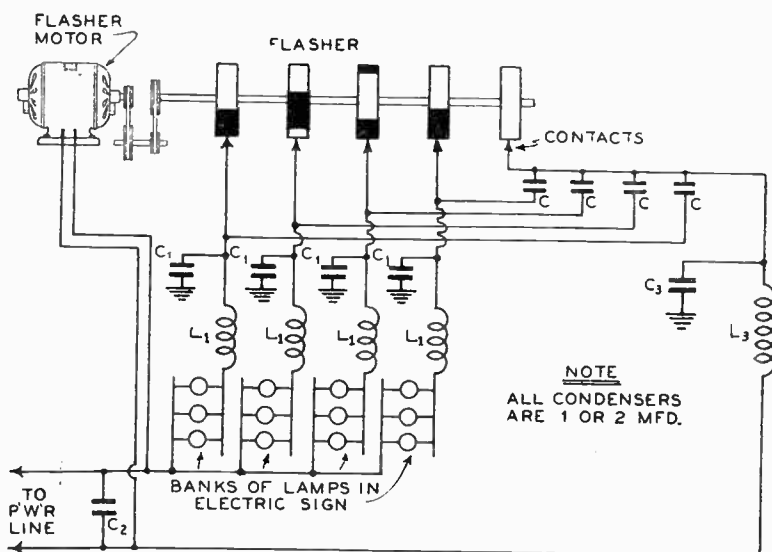 FLASHER
MOTOR
FLASHER
CONTACTS
C
C
C
C
C1
C1
C1
C1
C3
L1
L1
L1
L1
L3
NOTE
ALL CONDENSERS
ARE 1 OR 2 MFD.
BANKS OF LAMPS IN
ELECTRIC SIGN
TO
P'W'R
LINE
C2